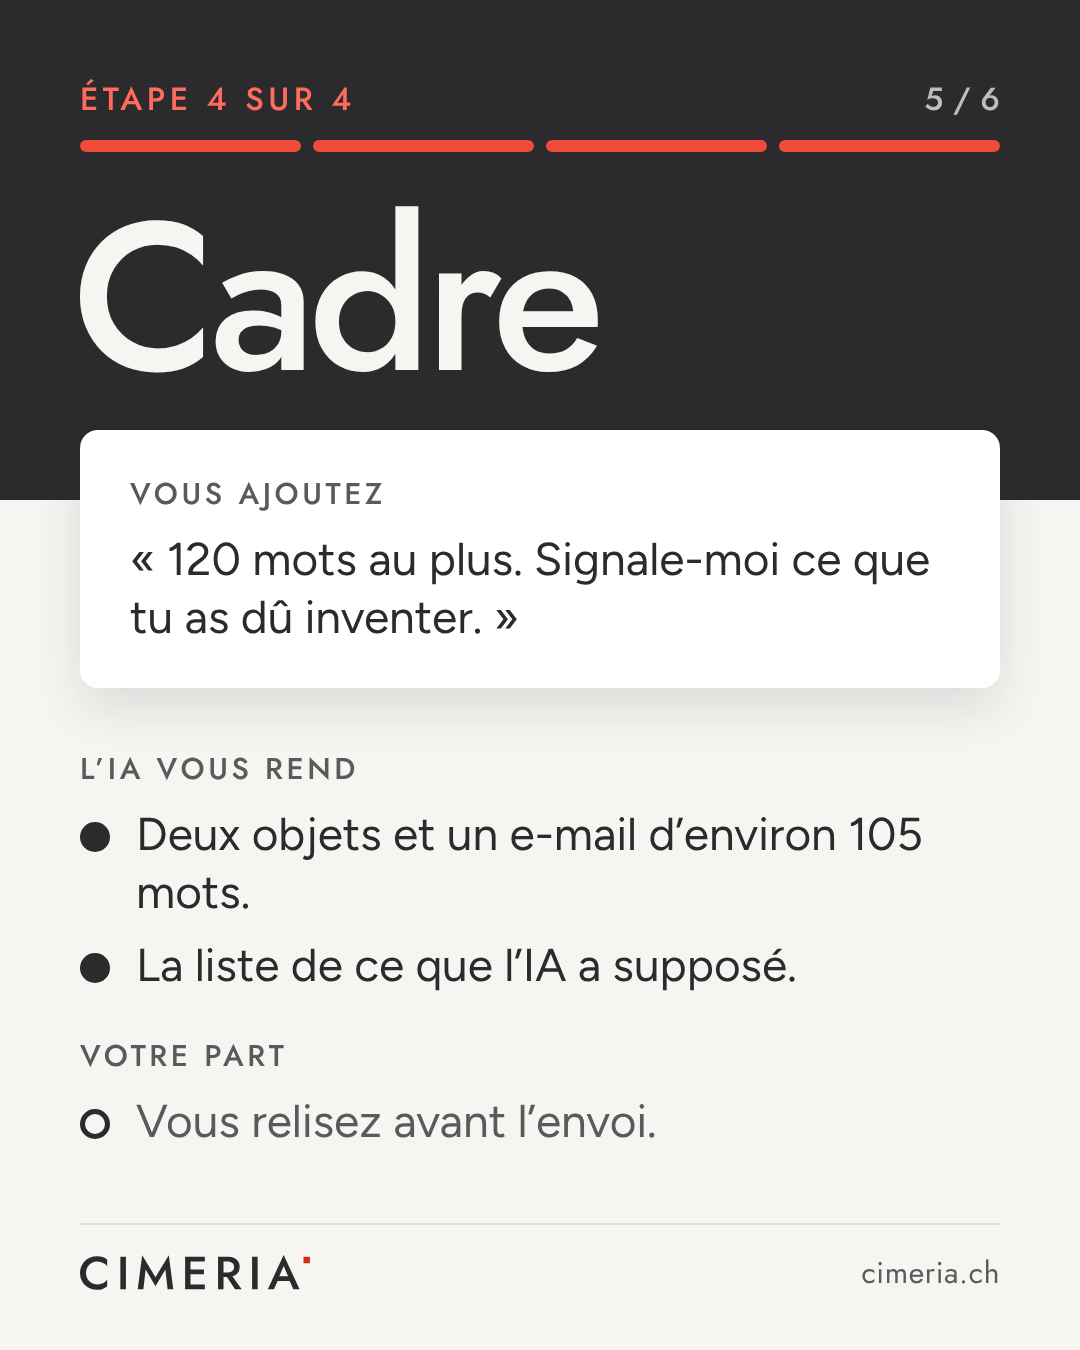 ÉTAPE 4 SUR 4
5 / 6
Cadre
VOUS AJOUTEZ
« 120 mots au plus. Signale-moi ce que
tu as dû inventer. »
L’IA VOUS REND
Deux objets et un e-mail d’environ 105
mots.
La liste de ce que l’IA a supposé.
VOTRE PART
Vous relisez avant l’envoi.
CIMERIA
cimeria.ch